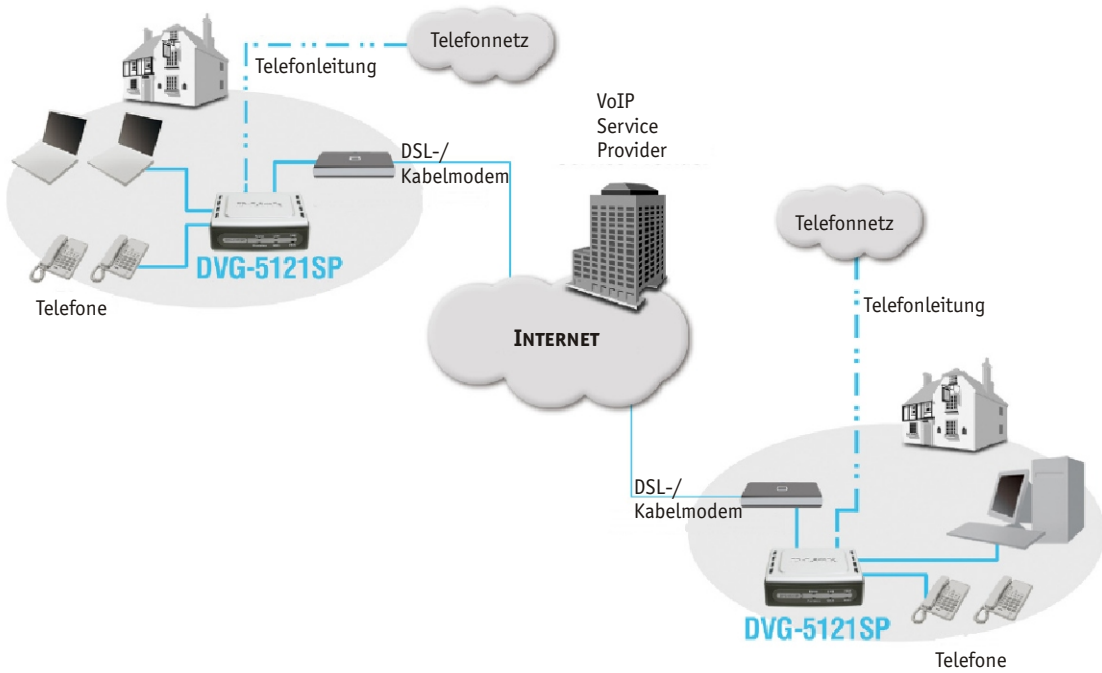 Telefonnetz
Telefonleitung
VoIP
Service
Provider
DSL-/
Kabelmodem
DVG-5121SP
Telefone
Telefonnetz
Telefonleitung
INTERNET
DSL-/
Kabelmodem
DVG-5121SP
Telefone